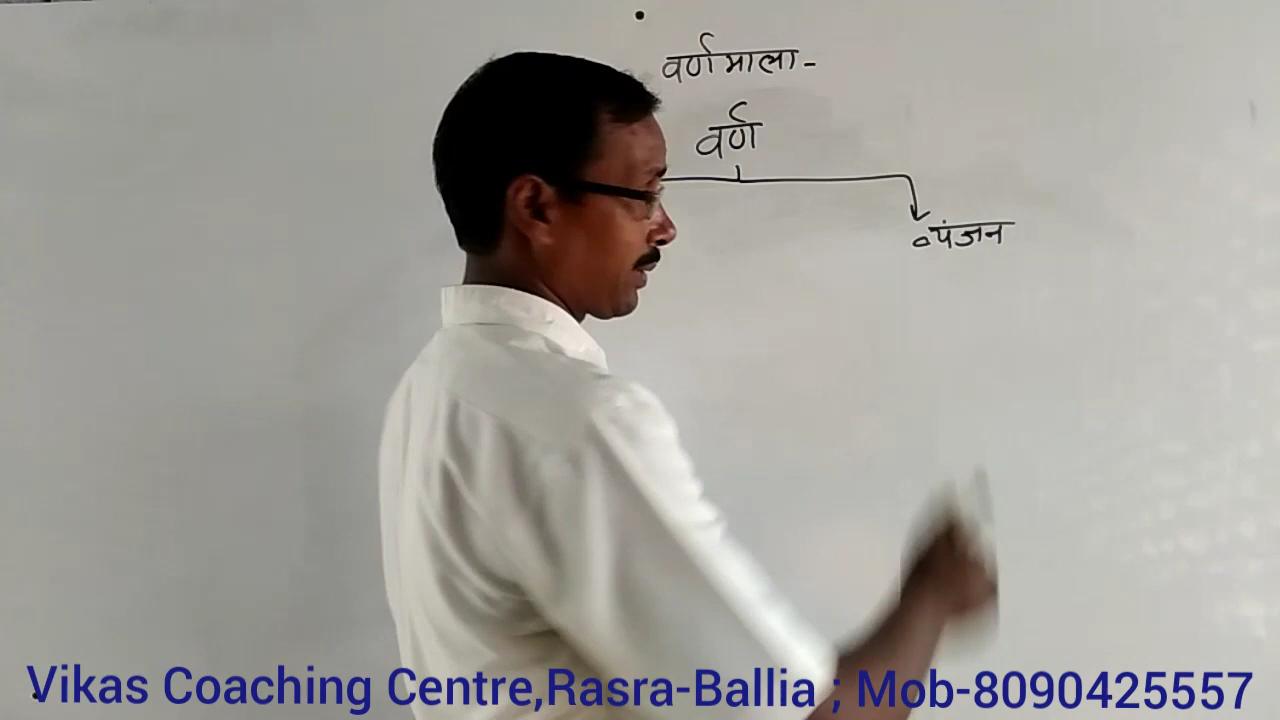 वर्णमाला-
वर्ण
व्यंजन
Vikas Coaching Centre,Rasra-Ballia ; Mob-8090425557